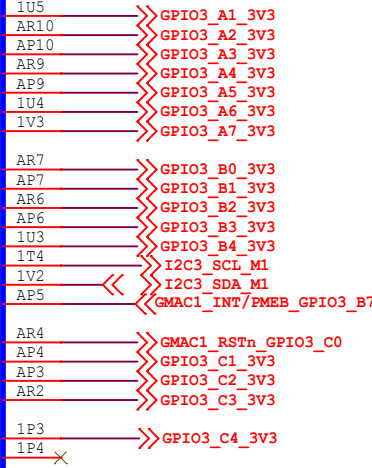 1U5 GPIO3_A1_3V3
AR10 GPIO3_A2_3V3
AP10 GPIO3_A3_3V3
AR9 GPIO3_A4_3V3
AP9 GPIO3_A5_3V3
1U4 GPIO3_A6_3V3
1V3 GPIO3_A7_3V3
AR7 GPIO3_B0_3V3
AP7 GPIO3_B1_3V3
AR6 GPIO3_B2_3V3
AP6 GPIO3_B3_3V3
1U3 GPIO3_B4_3V3
1T4 I2C3_SCL_M1
1V2 I2C3_SDA_M1
AP5 GMAC1_INT/PMEB_GPIO3_B7
AR4 GMAC1_RSTn_GPIO3_C0
AP4 GPIO3_C1_3V3
AP3 GPIO3_C2_3V3
AR2 GPIO3_C3_3V3
1P3 GPIO3_C4_3V3
1P4